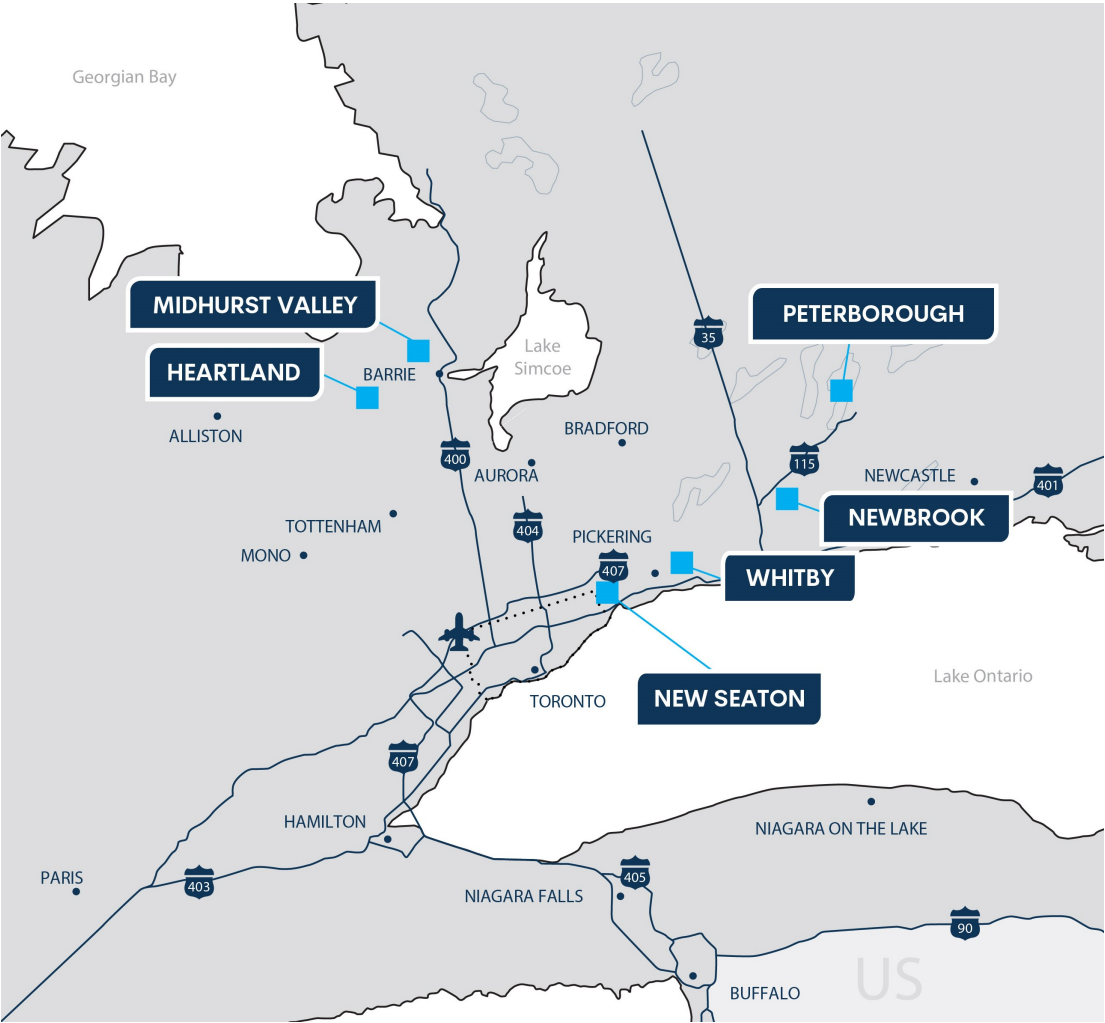 Georgian Bay
MIDHURST VALLEY
PETERBOROUGH
35
Lake
Simcoe
HEARTLAND
BARRIE
ALLISTON
BRADFORD
400
AURORA
115
NEWCASTLE
401
TOTTENHAM
404
NEWBROOK
MONO
PICKERING
407
WHITBY
Lake Ontario
TORONTO
NEW SEATON
407
HAMILTON
NIAGARA ON THE LAKE
PARIS
403
405
NIAGARA FALLS
90
US
BUFFALO